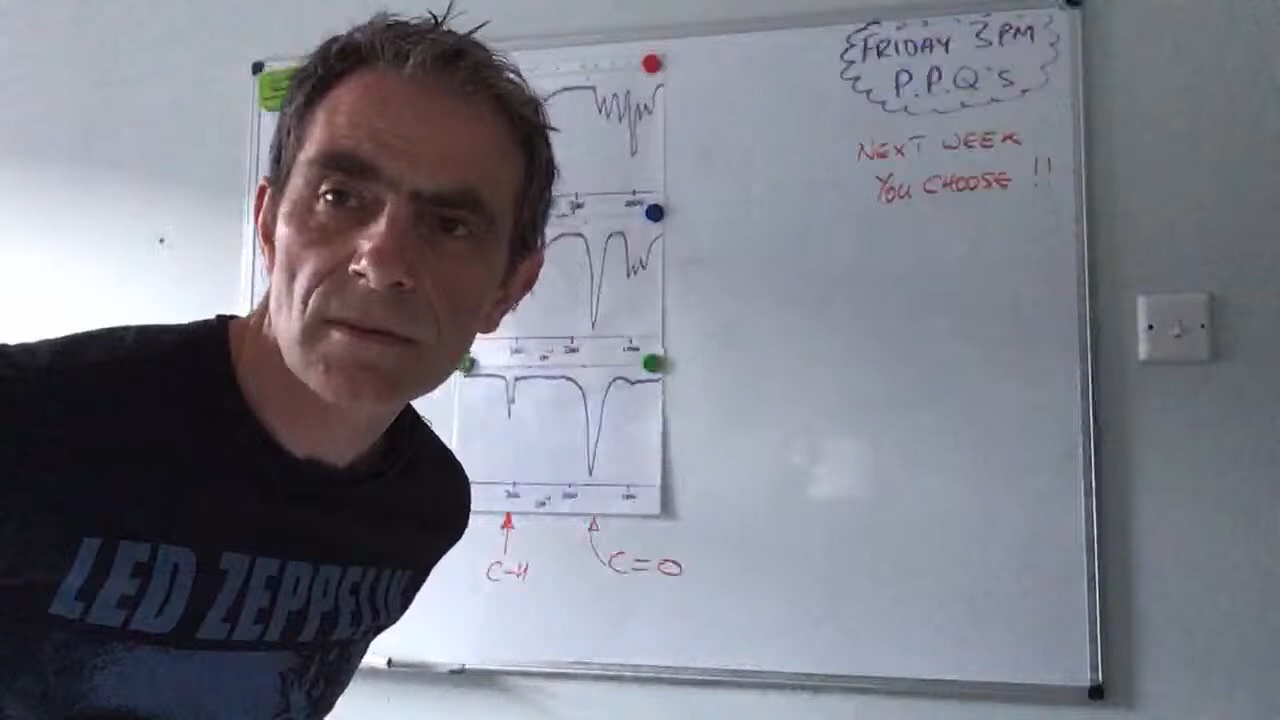 FRIDAY 3PM
P.P.Q's
NEXT WEEK
YOU CHOOSE !!
C-H
C=O
LED ZEPPELIN